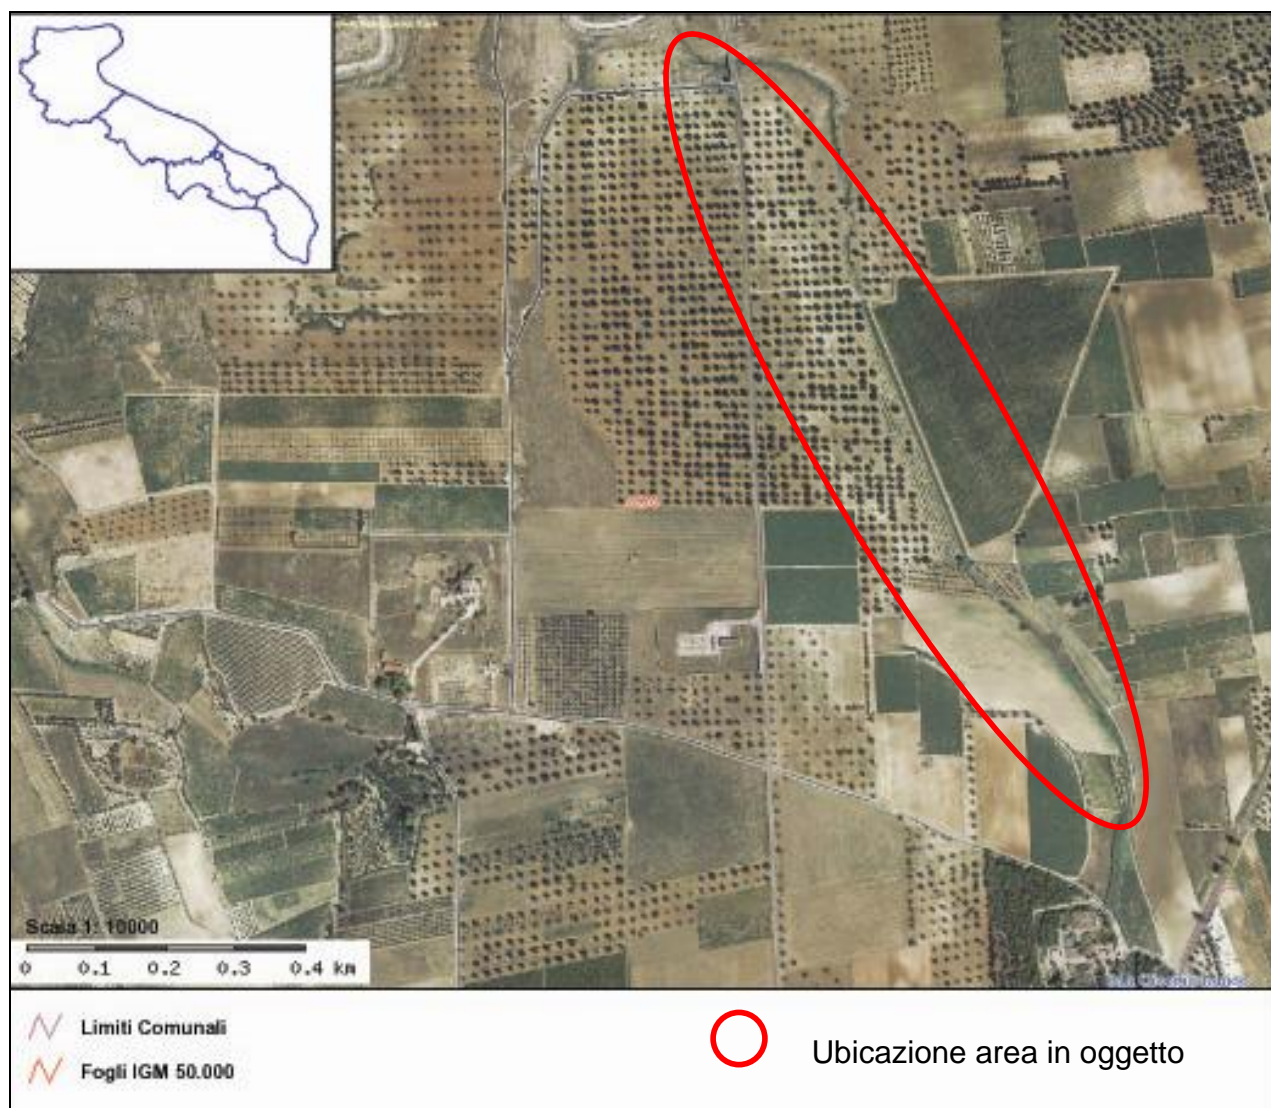 Scala 1: 10000
0 0.1 0.2 0.3 0.4 km
Limiti Comunali
Fogli IGM 50.000
Ubicazione area in oggetto